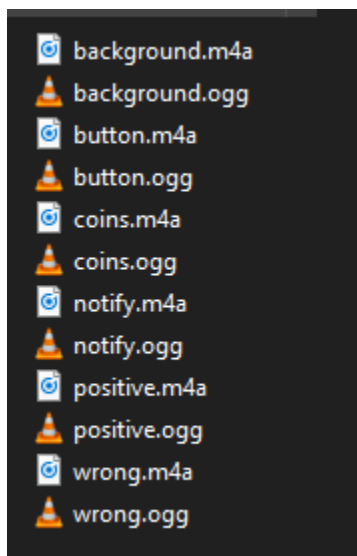 background.m4a
background.ogg
button.m4a
button.ogg
coins.m4a
coins.ogg
notify.m4a
notify.ogg
positive.m4a
positive.ogg
wrong.m4a
wrong.ogg